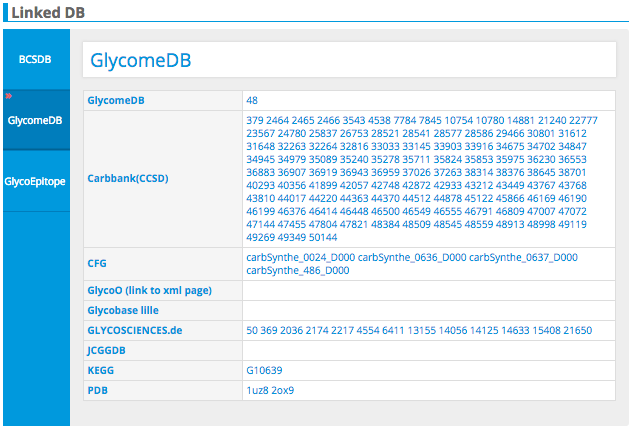 Linked DB
BCSDB
GlycomeDB
GlycoEpitope
GlycomeDB
GlycomeDB 48
Carbbank(CCSD)
379 2464 2465 2466 3543 4538 7784 7845 10754 10780 14881 21240 22777
23567 24780 25837 26753 28521 28541 28577 28586 29466 30801 31612
31648 32263 32264 32816 33033 33145 33903 33916 34675 34702 34847
34945 34979 35089 35240 35278 35711 35824 35853 35975 36230 36553
36883 36907 36919 36943 36959 37026 37263 38314 38376 38645 38701
40293 40356 41899 42057 42748 42872 42933 43212 43449 43767 43768
43810 44017 44220 44363 44370 44512 44878 45122 45866 46169 46190
46199 46376 46414 46448 46500 46549 46555 46791 46809 47007 47072
47144 47455 47804 47821 48384 48509 48545 48559 48913 48998 49119
49269 49349 50144
CFG
carbSynthe_0024_D000 carbSynthe_0636_D000 carbSynthe_0637_D000
carbSynthe_486_D000
GlycoO (link to xml page)
Glycobase lille
GLYCOSCIENCES.de 50 369 2036 2174 2217 4554 6411 13155 14056 14125 14633 15408 21650
JCGGDB
KEGG G10639
PDB 1uz8 2ox9